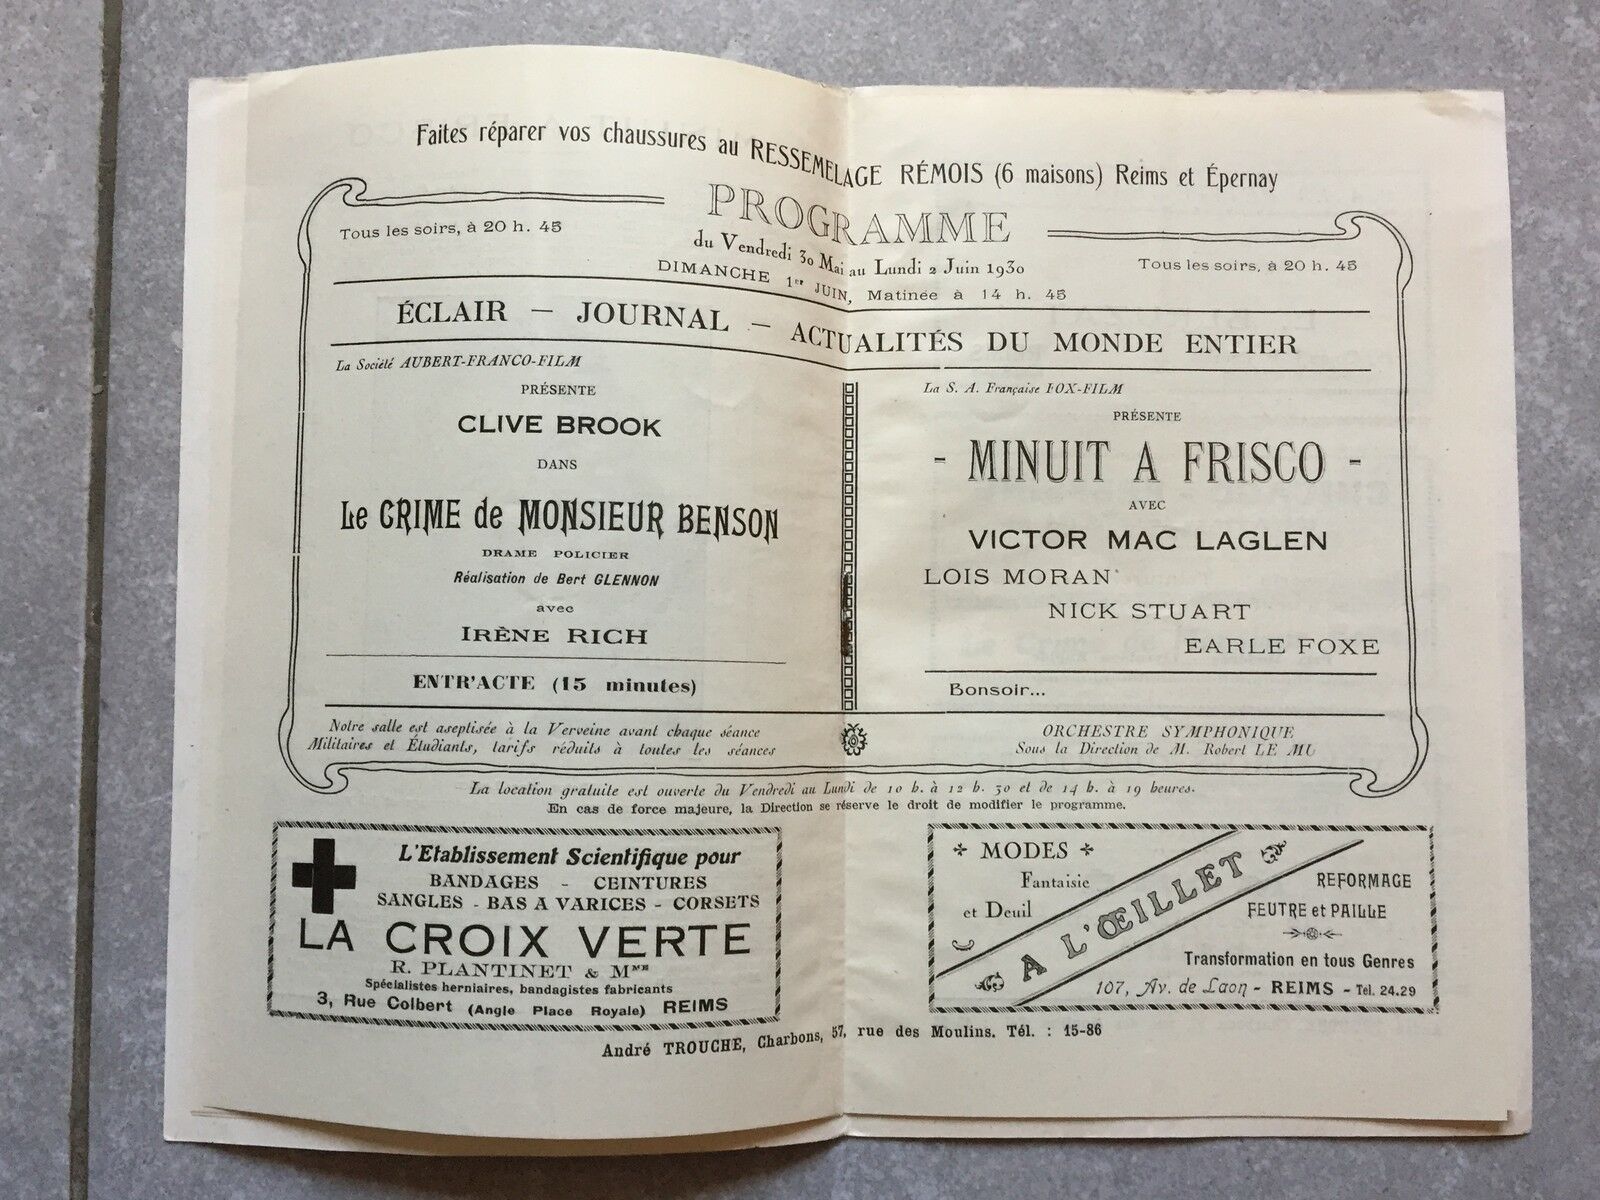 Faites réparer vos chaussures au RESSEMELAGE RÉMOIS (6 maisons) Reims et Épernay
PROGRAMME
Tous les soirs, à 20 h. 45
du Vendredi 30 Mai au Lundi 2 Juin 1930
Tous les soirs, à 20 h. 45
DIMANCHE 1er JUIN, Matinée à 14 h. 45
ÉCLAIR - JOURNAL - ACTUALITÉS DU MONDE ENTIER
La Société AUBERT-FRANCO-FILM
PRÉSENTE
CLIVE BROOK
DANS
Le CRIME de MONSIEUR BENSON
DRAME POLICIER
Réalisation de Bert GLENNON
avec
IRÈNE RICH
ENTR'ACTE (15 minutes)
La S. A. Française FOX-FILM
PRÉSENTE
- MINUIT A FRISCO -
AVEC
VICTOR MAC LAGLEN
LOIS MORAN
NICK STUART
EARLE FOXE
Bonsoir...
Notre salle est aseptisée à la Verveine avant chaque séance
Militaires et Étudiants, tarifs réduits à toutes les séances
ORCHESTRE SYMPHONIQUE
Sous la Direction de M. Robert LE MU
La location gratuite est ouverte du Vendredi au Lundi de 10 h. à 12 h. 30 et de 14 h. à 19 heures.
En cas de force majeure, la Direction se réserve le droit de modifier le programme.
L'Etablissement Scientifique pour
BANDAGES - CEINTURES
SANGLES - BAS A VARICES - CORSETS
LA CROIX VERTE
R. PLANTINET & MME
Spécialistes herniaires, bandagistes fabricants
3, Rue Colbert (Angle Place Royale) REIMS
MODES
Fantaisie
et Deuil
A L'ŒILLET
REFORMAGE
FEUTRE et PAILLE
Transformation en tous Genres
107, Av. de Laon - REIMS - Tel. 24.29
André TROUCHE, Charbons, 57, rue des Moulins. Tél. : 15-86